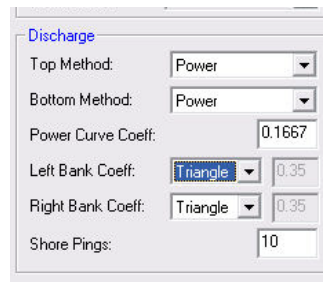 Discharge
Top Method: Power
Bottom Method: Power
Power Curve Coeff: 0.1667
Left Bank Coeff: Triangle 0.35
Right Bank Coeff: Triangle 0.35
Shore Pings: 10